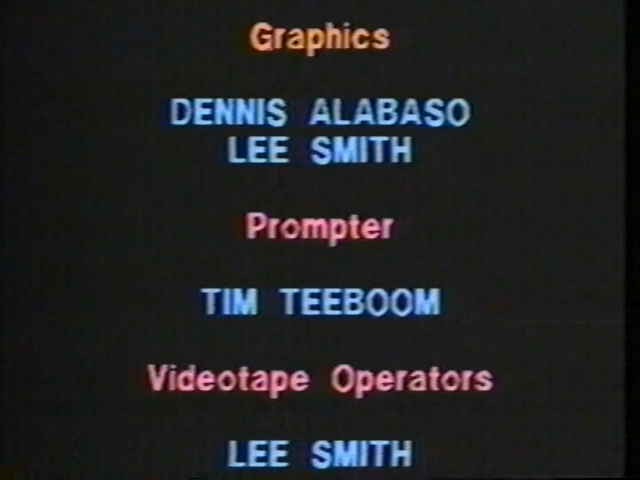 Graphics
DENNIS ALABASO
LEE SMITH
Prompter
TIM TEEBOOM
Videotape Operators
LEE SMITH